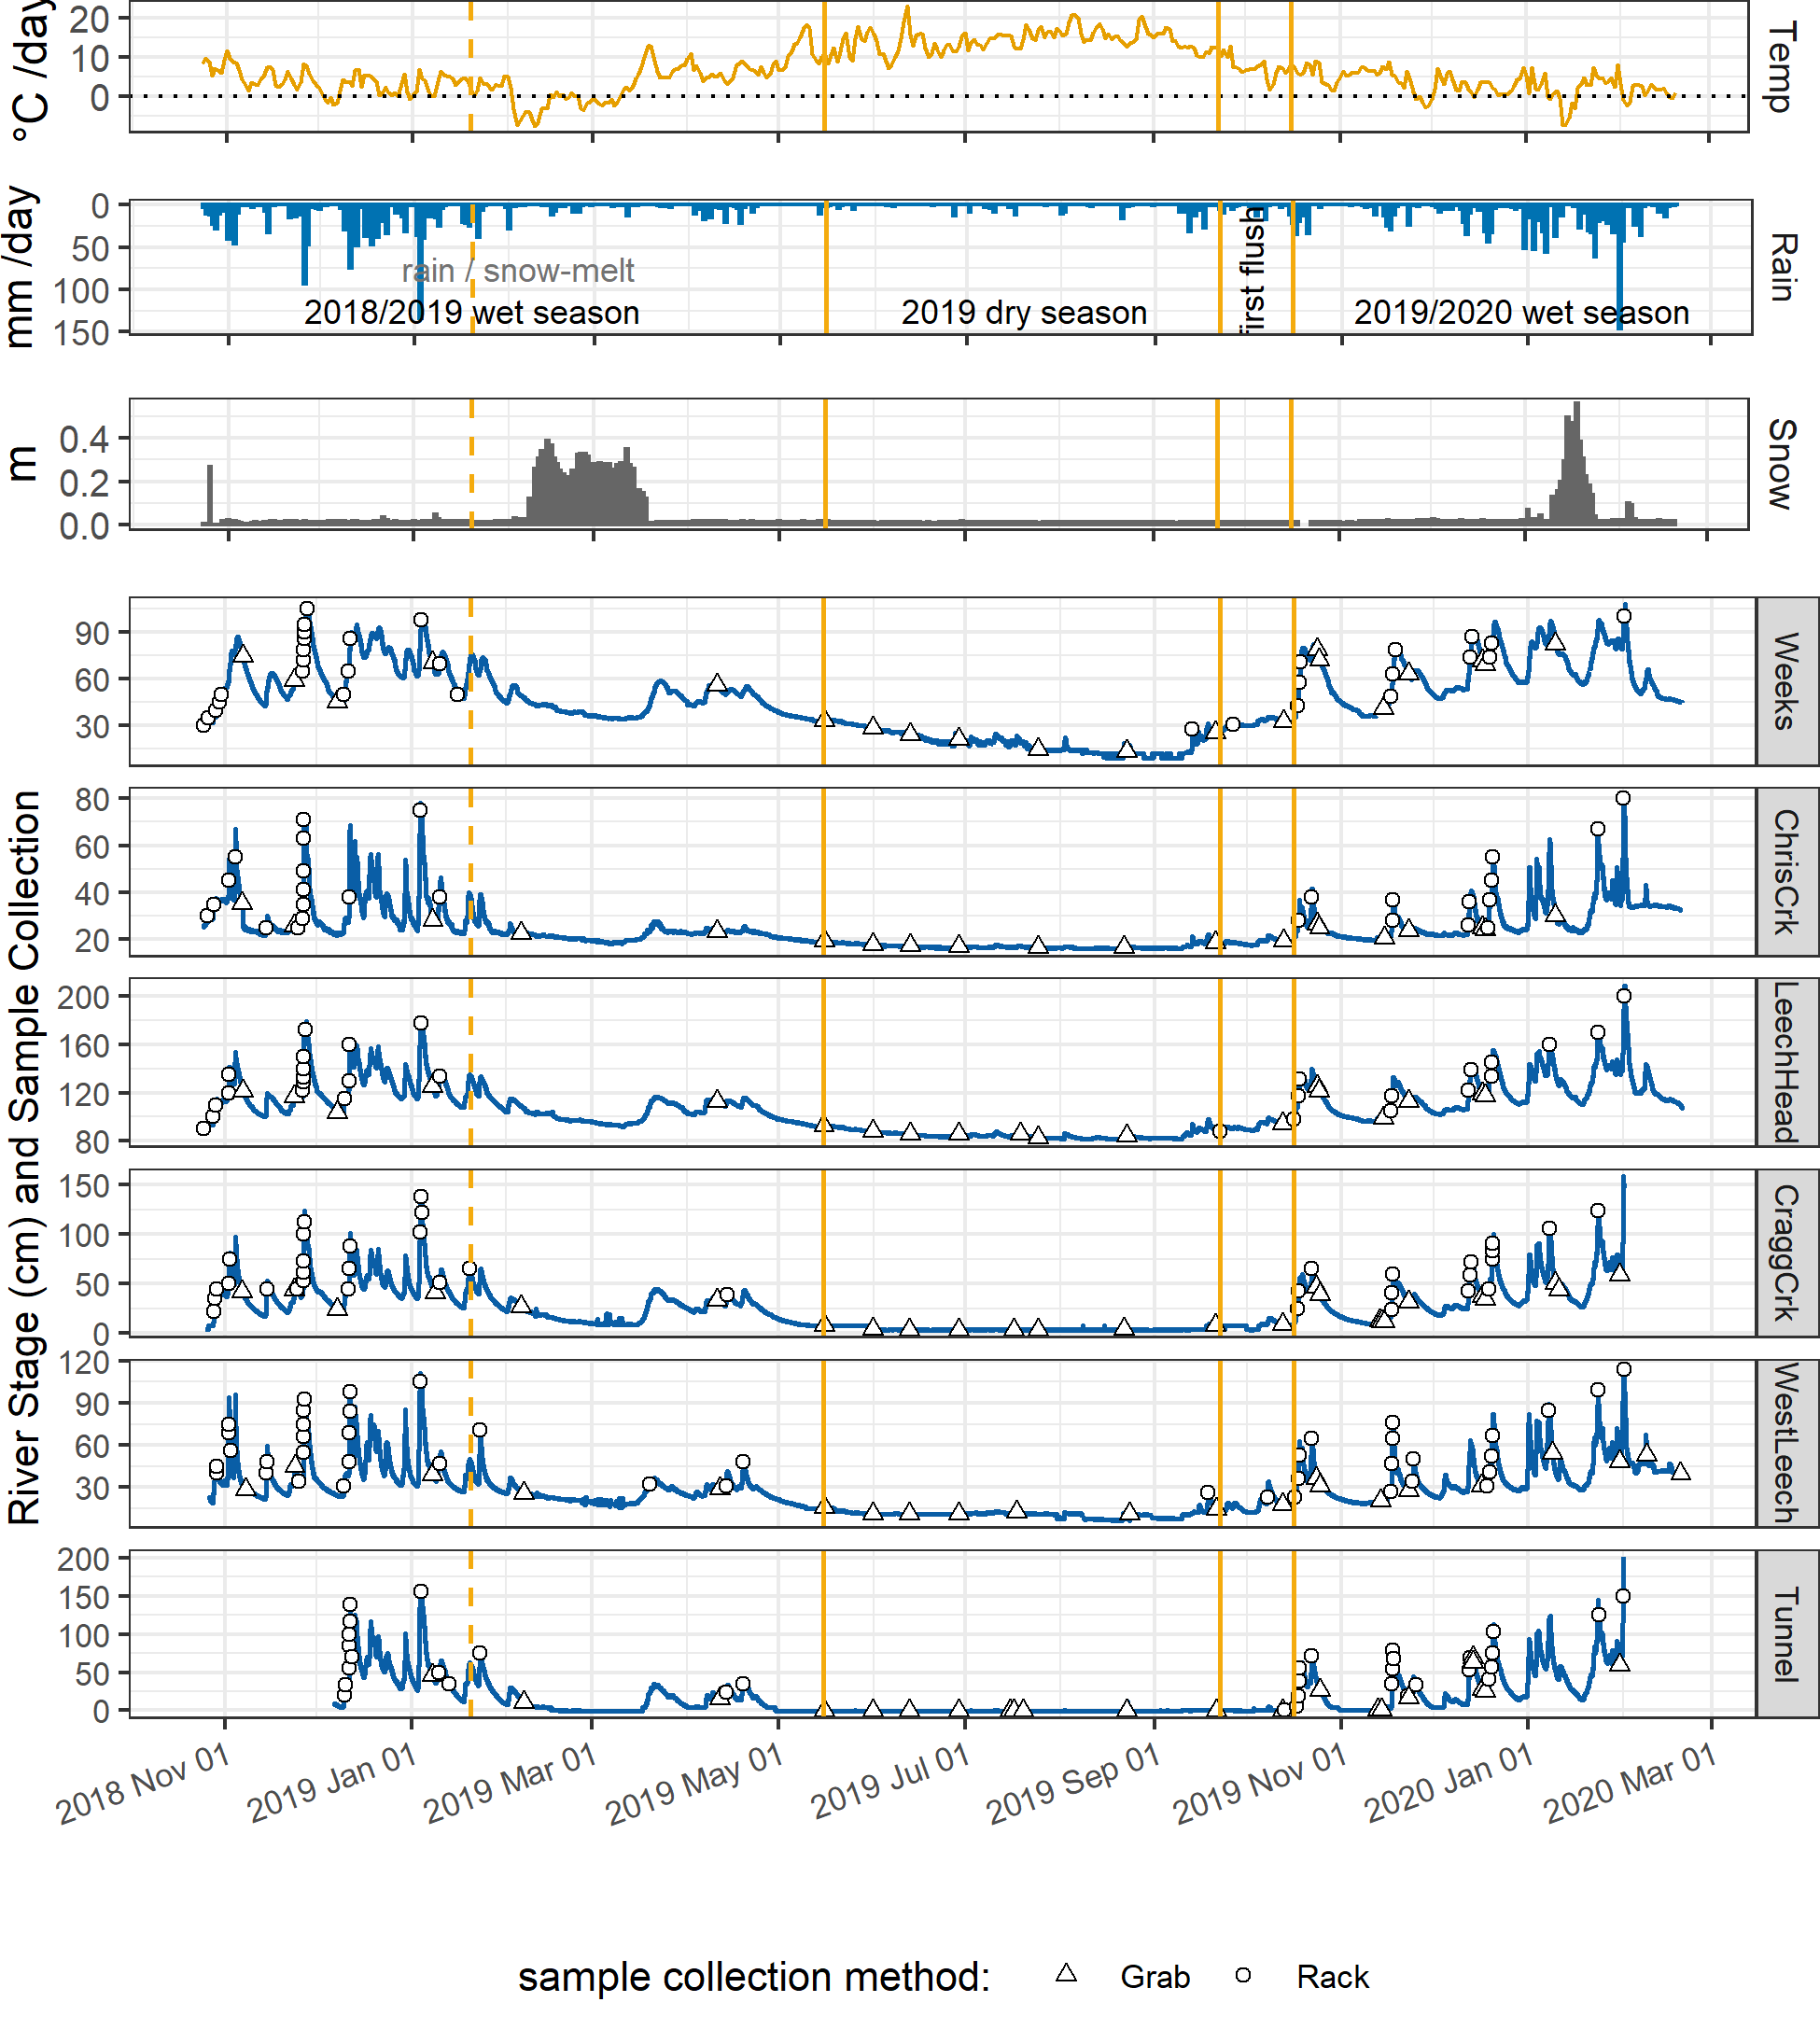 °C /day
20
10
0
Temp
mm /day
0
50
100
150
rain / snow-melt
2018/2019 wet season
2019 dry season
first flush
2019/2020 wet season
Rain
m
0.4
0.2
0.0
Snow
River Stage (cm) and Sample Collection
90
60
30
Weeks
80
60
40
20
ChrisCrk
200
160
120
80
LeechHead
150
100
50
0
CraggCrk
120
90
60
30
WestLeech
200
150
100
50
0
Tunnel
2018 Nov 01
2019 Jan 01
2019 Mar 01
2019 May 01
2019 Jul 01
2019 Sep 01
2019 Nov 01
2020 Jan 01
2020 Mar 01
sample collection method: Grab Rack